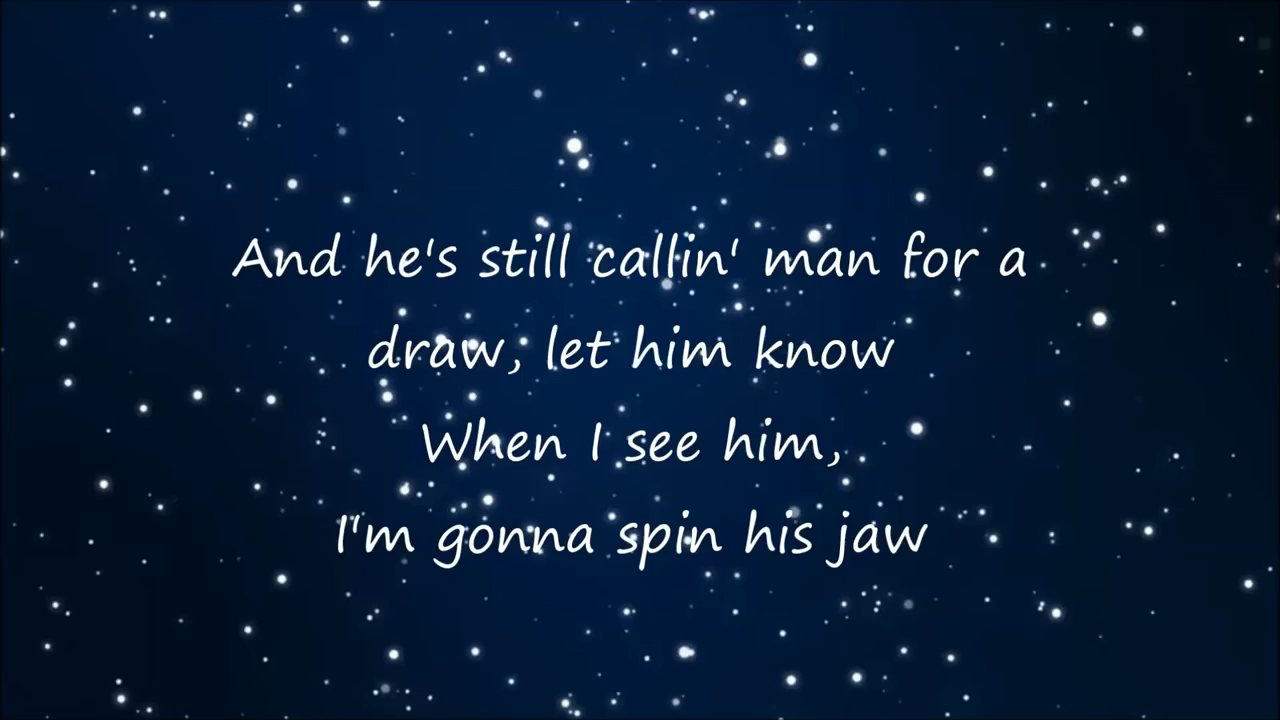 And he's still callin' man for a
draw, let him know
When I see him,
I'm gonna spin his jaw